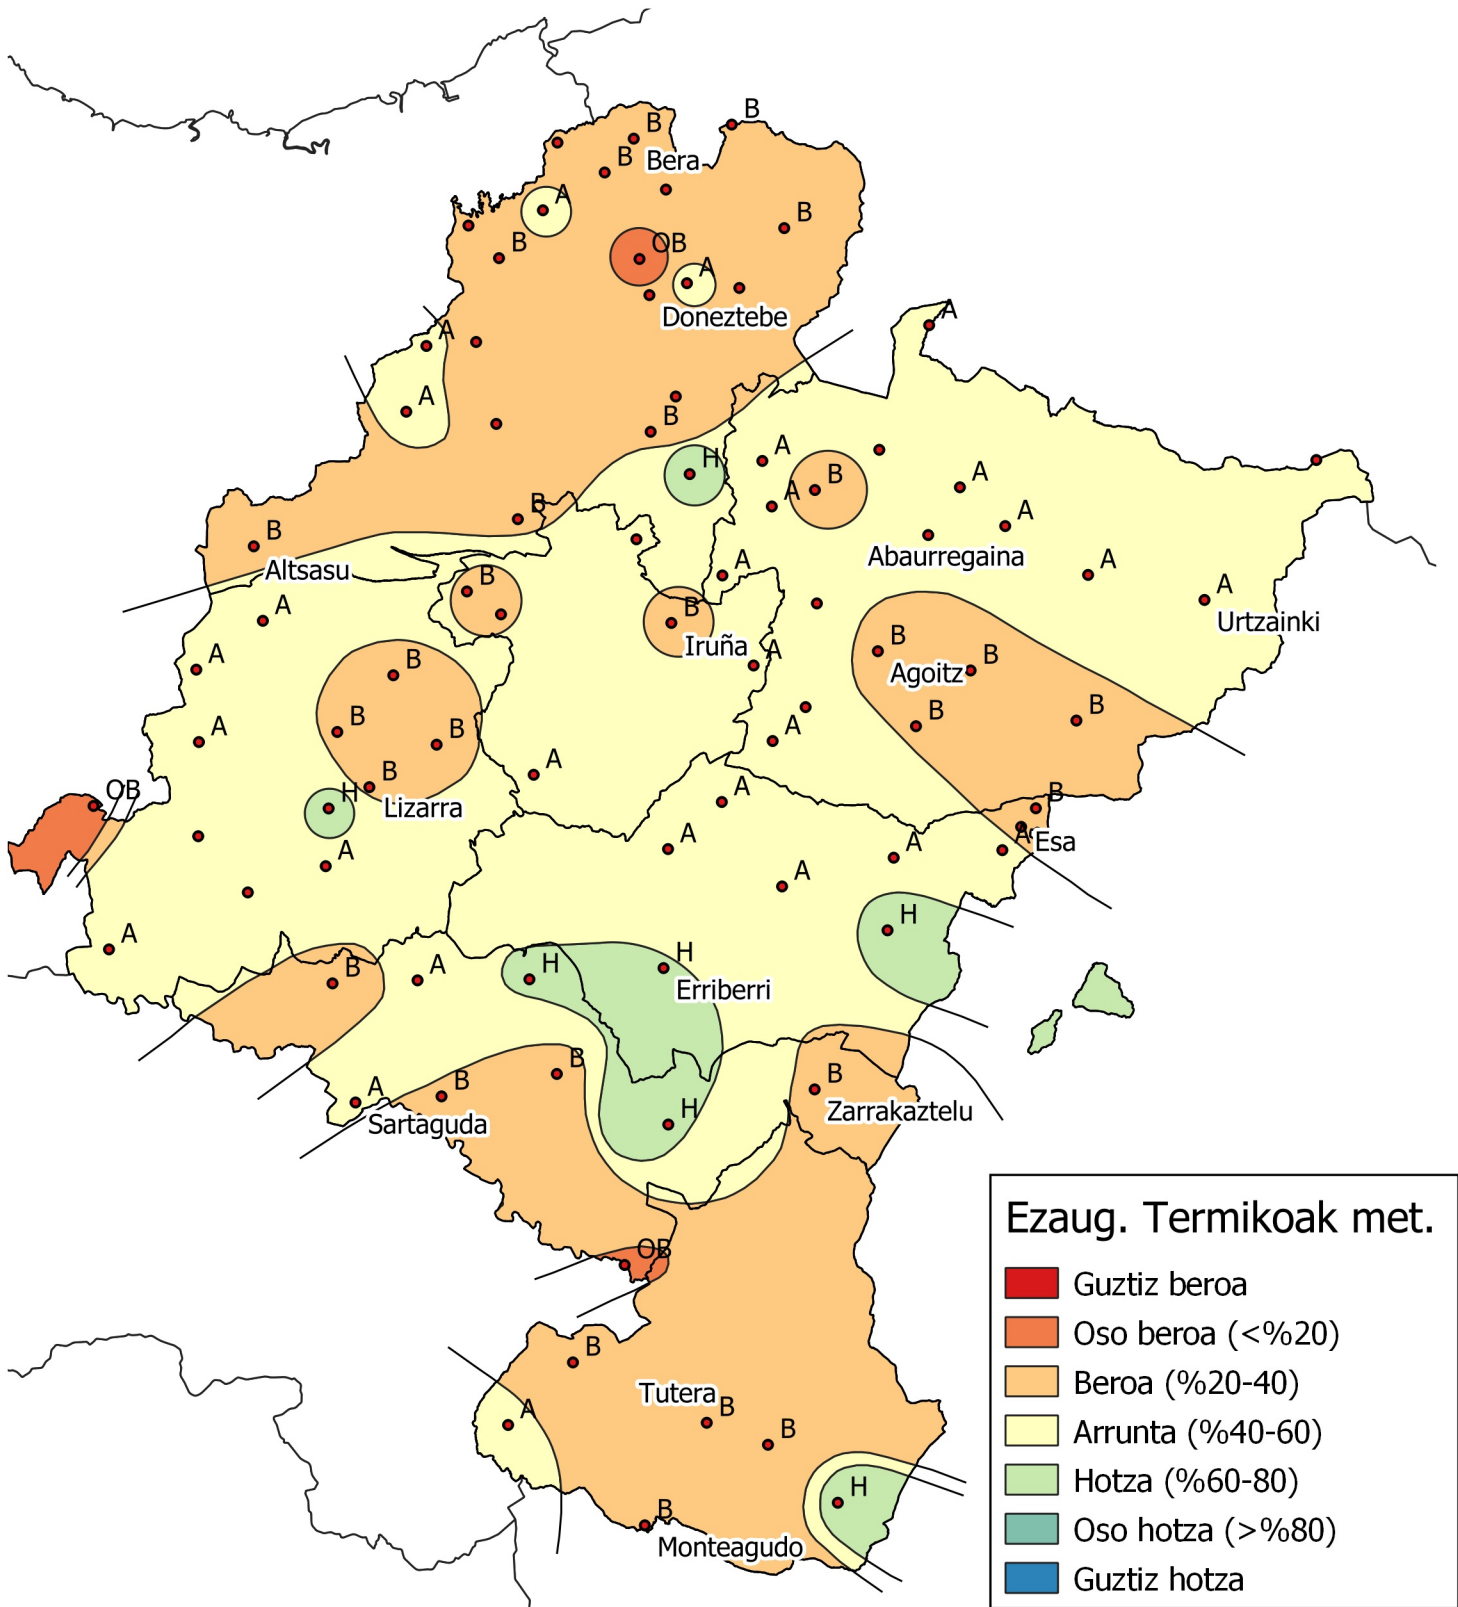 B
B
B
Bera
A
B
B
OB
A
Doneztebe
A
A
A
B
H
A
B
A
A
B
A
B
Altsasu
Abaurregaina
A
A
B
A
A
B
Iruña
Urtzainki
B
A
A
B
Agoitz
B
B
B
B
B
A
A
B
A
B
OB
H
Lizarra
A
B
A
A
A
A
Esa
A
H
A
B
A
H
H
Erriberri
B
B
B
A
Sartaguda
H
Zarrakaztelu
OB
B
Tutera
A
B
B
H
B
Monteagudo
Ezaug. Termikoak met.
Guztiz beroa
Oso beroa (<%20)
Beroa (%20-40)
Arrunta (%40-60)
Hotza (%60-80)
Oso hotza (>%80)
Guztiz hotza